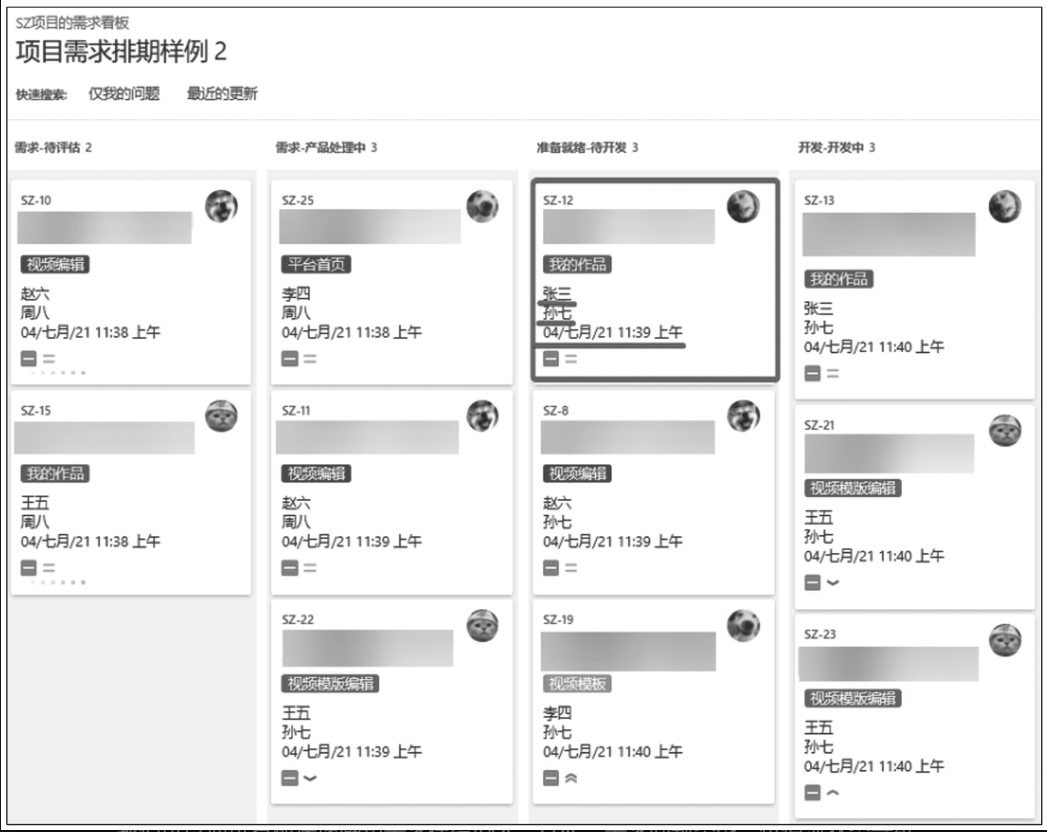 SZ项目的需求看板
项目需求排期样例 2
快速搜索: 仅我的问题 最近的更新
需求-待评估 2
SZ-10
视频编辑
赵六
周八
04/七月/21 11:38 上午
SZ-15
我的作品
王五
周八
04/七月/21 11:38 上午
需求-产品处理中 3
SZ-25
平台首页
李四
周八
04/七月/21 11:38 上午
SZ-11
视频编辑
赵六
周八
04/七月/21 11:39 上午
SZ-22
视频模版编辑
王五
孙七
04/七月/21 11:39 上午
准备就绪-待开发 3
SZ-12
我的作品
张三
孙七
04/七月/21 11:39 上午
SZ-8
视频编辑
赵六
孙七
04/七月/21 11:39 上午
SZ-19
视频模板
李四
孙七
04/七月/21 11:40 上午
开发-开发中 3
SZ-13
我的作品
张三
孙七
04/七月/21 11:40 上午
SZ-21
视频模版编辑
王五
孙七
04/七月/21 11:40 上午
SZ-23
视频模版编辑
王五
孙七
04/七月/21 11:40 上午